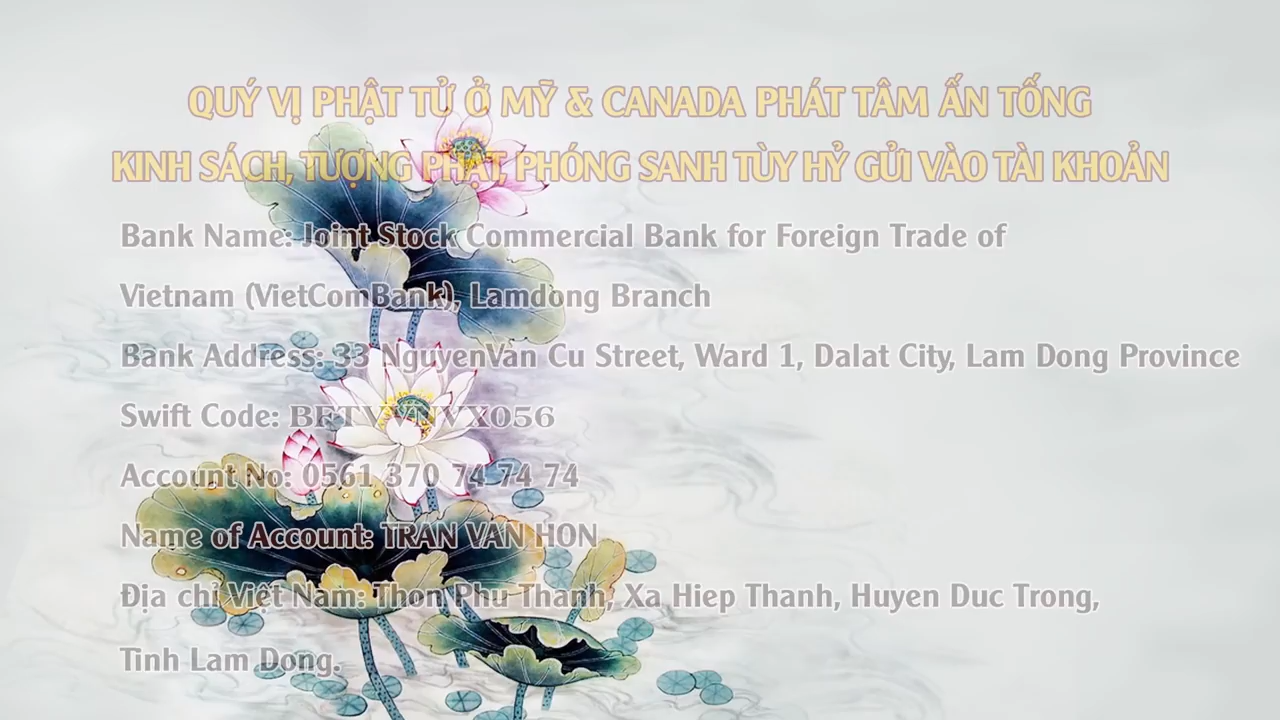 QUÝ VỊ PHẬT TỬ Ở MỸ & CANADA PHÁT TÂM ẤN TỐNG
KINH SÁCH, TƯỢNG PHẬT, PHÓNG SANH TÙY HỶ GỬI VÀO TÀI KHOẢN
Bank Name: Joint Stock Commercial Bank for Foreign Trade of
Vietnam (VietComBank), Lamdong Branch
Bank Address: 33 NguyenVan Cu Street, Ward 1, Dalat City, Lam Dong Province
Swift Code: BFTVVNVX056
Account No: 0561 370 74 74 74
Name of Account: TRAN VAN HON
Địa chỉ Việt Nam: Thon Phu Thanh, Xa Hiep Thanh, Huyen Duc Trong,
Tinh Lam Dong.